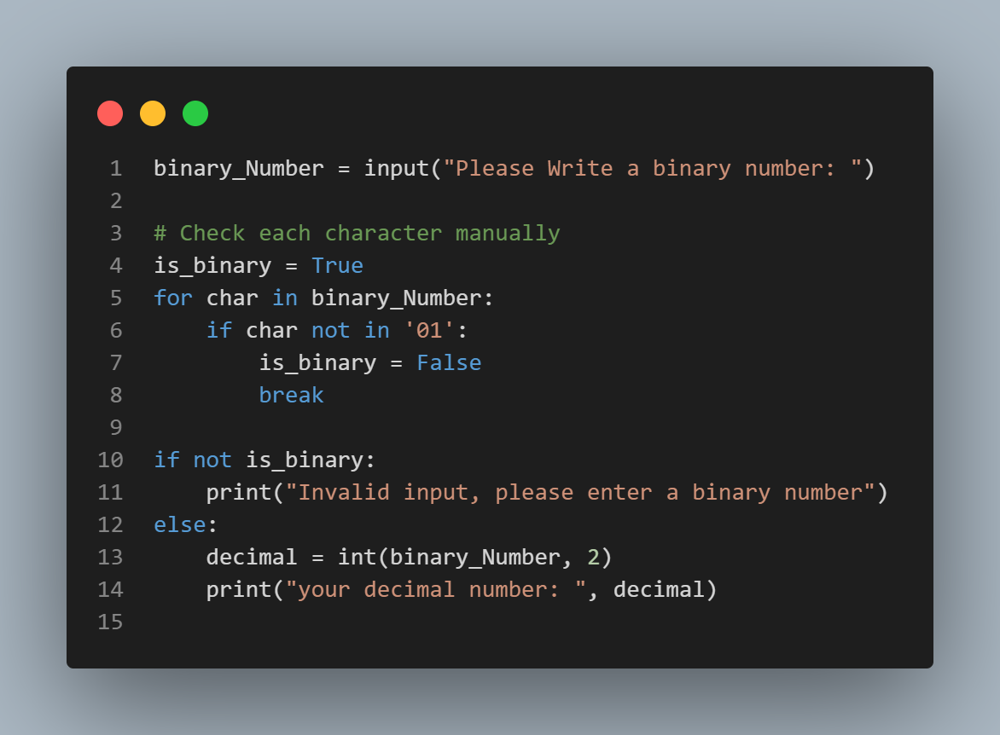 1 binary_Number = input("Please Write a binary number: ")
2
3 # Check each character manually
4 is_binary = True
5 for char in binary_Number:
6     if char not in '01':
7         is_binary = False
8         break
9
10 if not is_binary:
11     print("Invalid input, please enter a binary number")
12 else:
13     decimal = int(binary_Number, 2)
14     print("your decimal number: ", decimal)
15